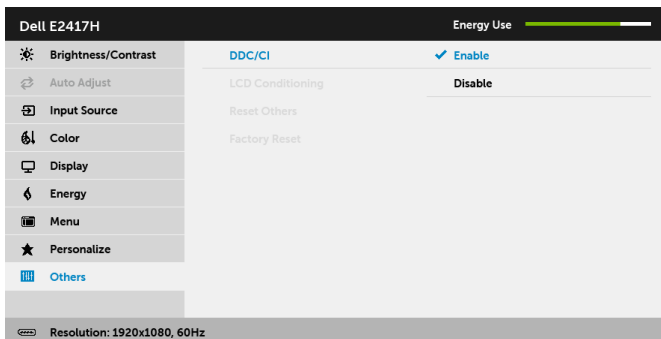 Dell E2417H
Energy Use
Brightness/Contrast
DDC/CI
Enable
Auto Adjust
LCD Conditioning
Disable
Input Source
Reset Others
Color
Factory Reset
Display
Energy
Menu
Personalize
Others
Resolution: 1920x1080, 60Hz